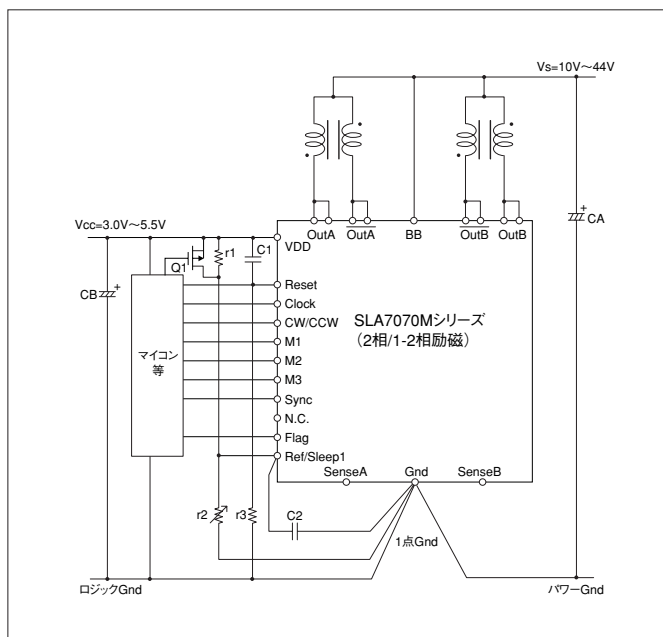 Vs=10V〜44V
CA
+
Vcc=3.0V〜5.5V
OutA
OutA
BB
OutB
OutB
VDD
Q1
r1
C1
CB
+
Reset
Clock
CW/CCW
M1
M2
M3
Sync
N.C.
Flag
Ref/Sleep1
マイコン
等
SLA7070Mシリーズ
（2相/1-2相励磁）
SenseA
Gnd
SenseB
r2
r3
C2
1点Gnd
ロジックGnd
パワーGnd